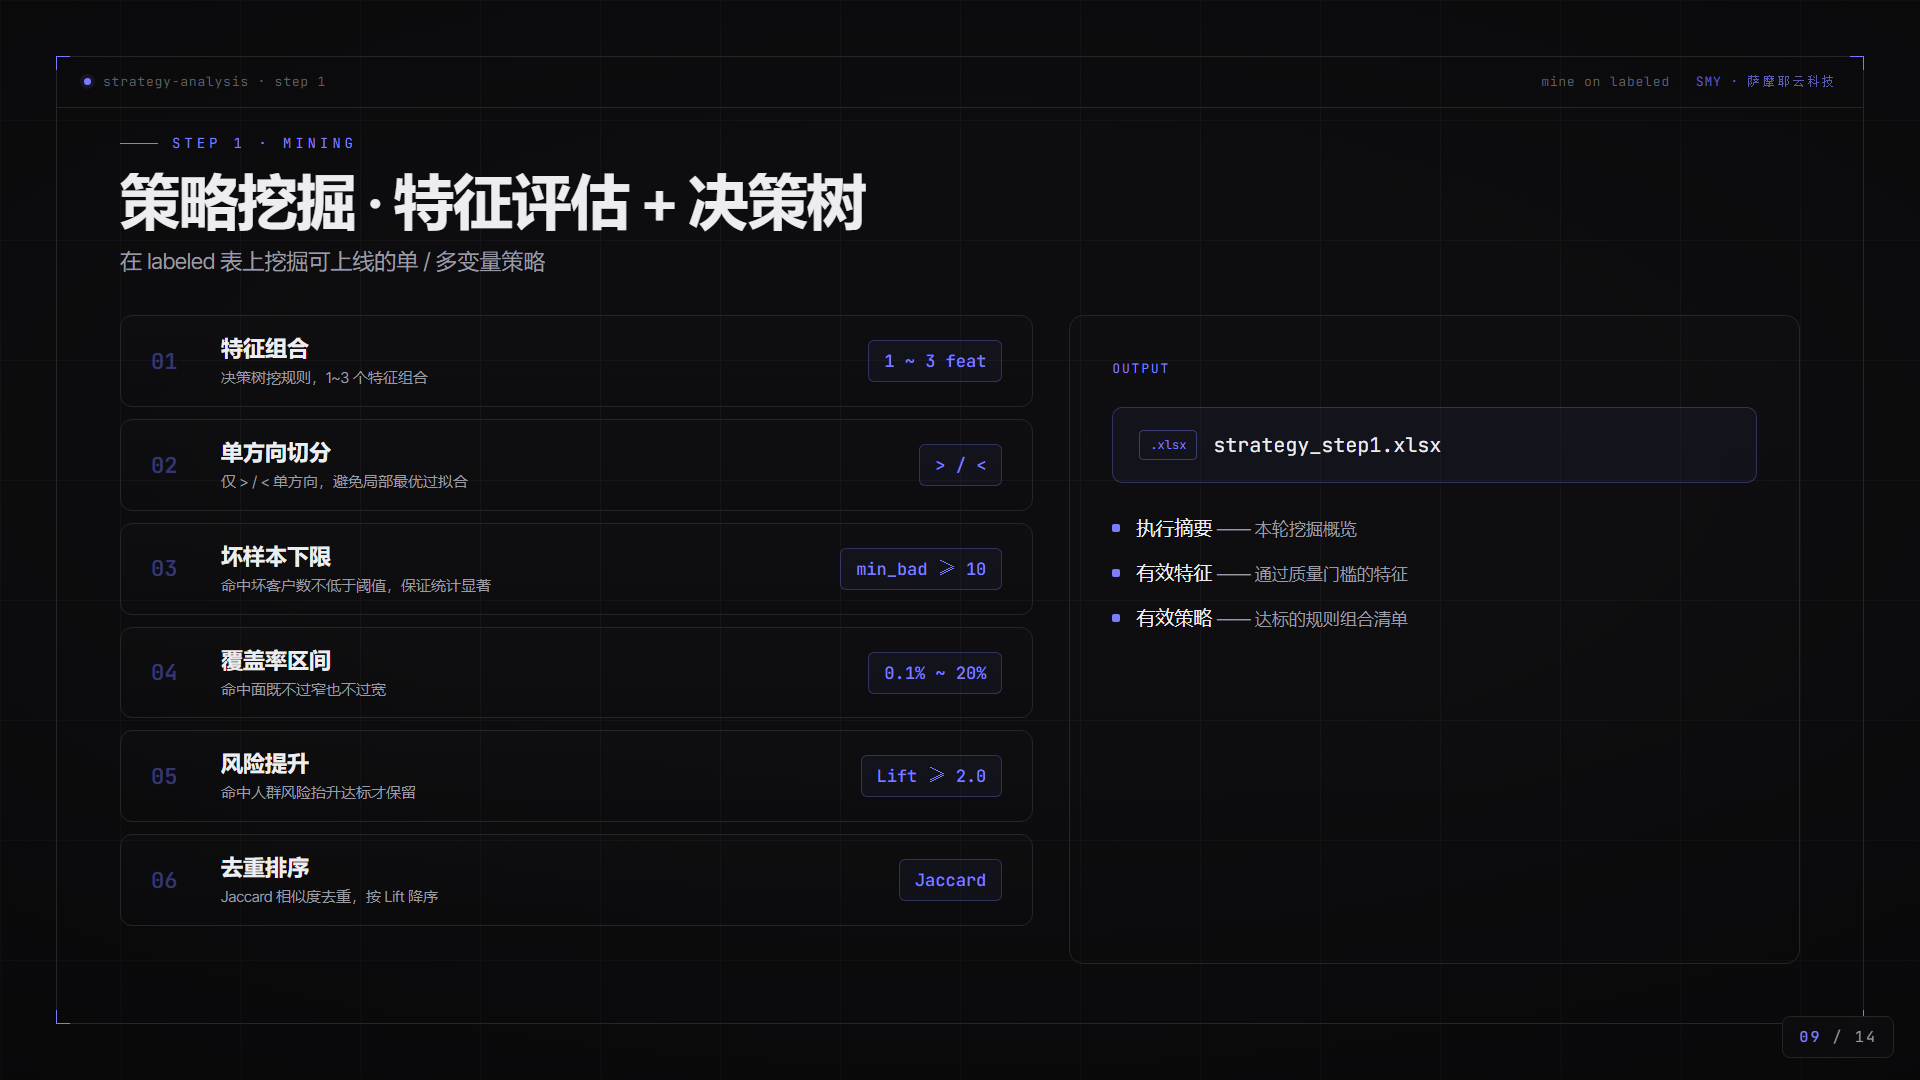 strategy-analysis · step 1
mine on labeled SMY · 萨摩耶云科技
STEP 1 · MINING
策略挖掘 · 特征评估 + 决策树
在 labeled 表上挖掘可上线的单 / 多变量策略
01
特征组合
决策树挖规则，1~3 个特征组合
1 ~ 3 feat
02
单方向切分
仅 > / < 单方向，避免局部最优过拟合
> / <
03
坏样本下限
命中坏客户数不低于阈值，保证统计显著
min_bad ⩾ 10
04
覆盖率区间
命中面既不过窄也不过宽
0.1% ~ 20%
05
风险提升
命中人群风险抬升达标才保留
Lift ⩾ 2.0
06
去重排序
Jaccard 相似度去重，按 Lift 降序
Jaccard
OUTPUT
.xlsx strategy_step1.xlsx
执行摘要 —— 本轮挖掘概览
有效特征 —— 通过质量门槛的特征
有效策略 —— 达标的规则组合清单
09 / 14